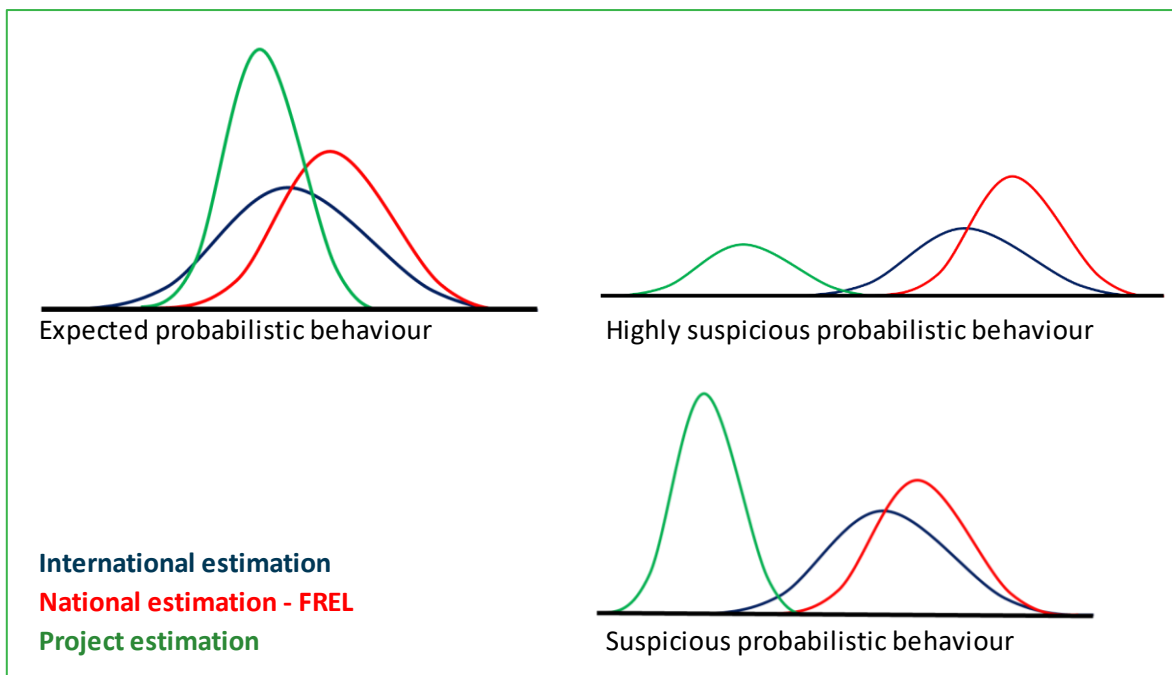 Expected probabilistic behaviour
Highly suspicious probabilistic behaviour
International estimation
National estimation - FREL
Project estimation
Suspicious probabilistic behaviour